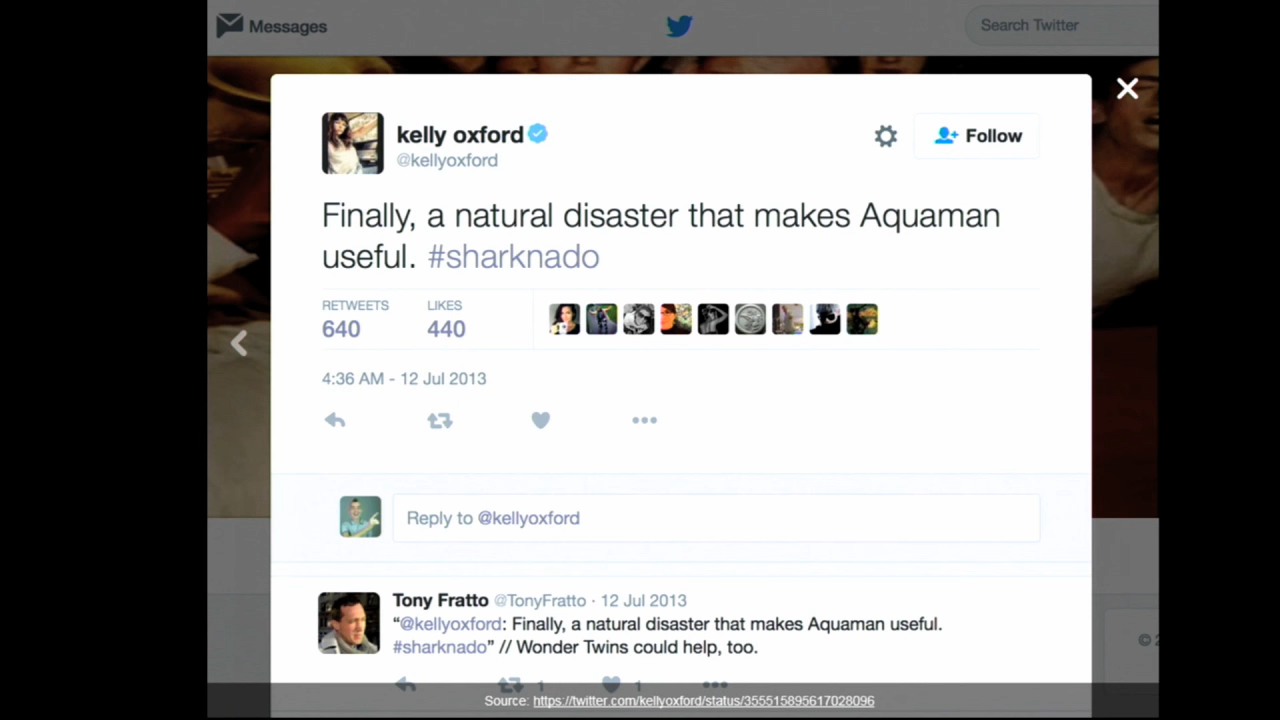 Messages
Search Twitter
kelly oxford
@kellyoxford
Follow
Finally, a natural disaster that makes Aquaman
useful. #sharknado
RETWEETS LIKES
640 440
4:36 AM - 12 Jul 2013
Reply to @kellyoxford
Tony Fratto @TonyFratto · 12 Jul 2013
“@kellyoxford: Finally, a natural disaster that makes Aquaman useful.
#sharknado” // Wonder Twins could help, too.
1 1
Source: https://twitter.com/kellyoxford/status/355515895617028096